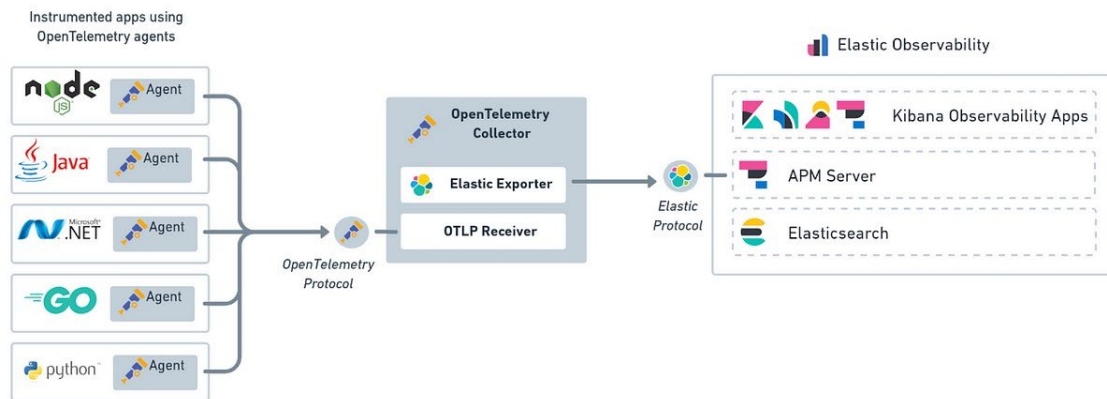 Instrumented apps using
OpenTelemetry agents
node
JS
Agent
Java
Agent
Microsoft®
.NET
Agent
GO
Agent
python™
Agent
OpenTelemetry
Protocol
OpenTelemetry
Collector
Elastic Exporter
OTLP Receiver
Elastic
Protocol
Elastic Observability
Kibana Observability Apps
APM Server
Elasticsearch